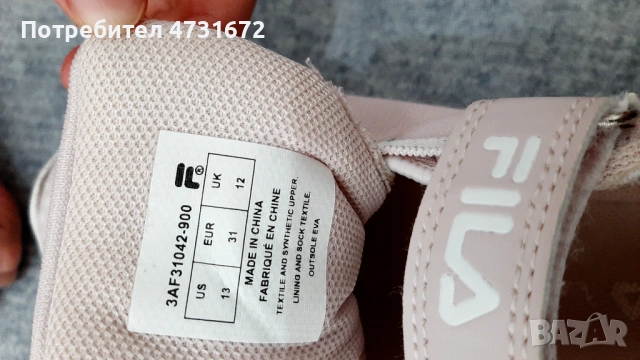 Потребител 4731672
F®
3AF31042-900
US EUR UK
13 31 12
MADE IN CHINA
FABRIQUÉ EN CHINE
TEXTILE AND SYNTHETIC UPPER.
LINING AND SOCK TEXTILE.
OUTSOLE EVA
FILA
BAZAR